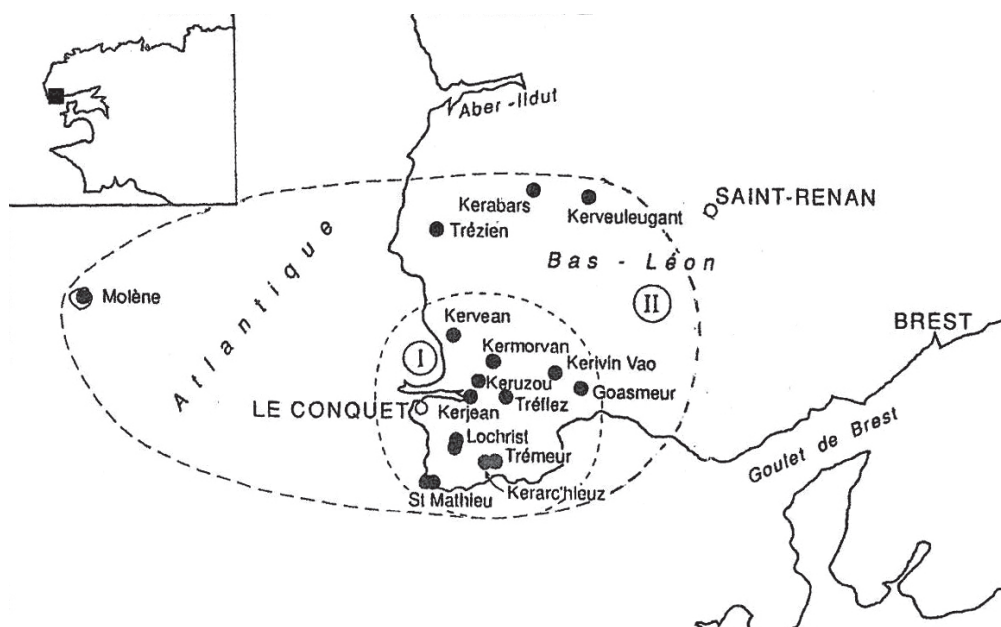 Aber-Ildut
Kerabars
Kerveuleugant
SAINT-RENAN
Trézien
Bas - Léon
Atlantique
Molène
II
Kervean
BREST
I
Kermorvan
Kerivin Vao
Keruzou
Goasmeur
LE CONQUET
Kerjean
Tréllez
Goulet de Brest
Lochrist
Trémeur
St Mathieu
Kerarc'hleuz